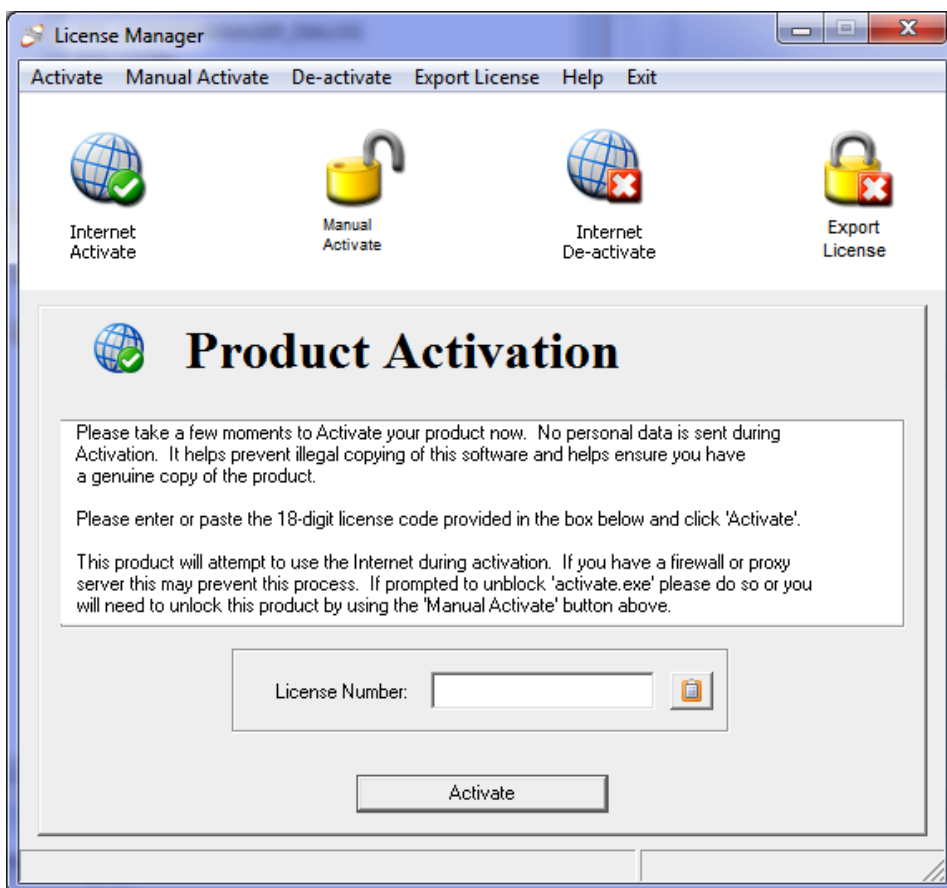 License Manager
Activate Manual Activate De-activate Export License Help Exit
Internet
Activate
Manual
Activate
Internet
De-activate
Export
License
Product Activation
Please take a few moments to Activate your product now.  No personal data is sent during
Activation.  It helps prevent illegal copying of this software and helps ensure you have
a genuine copy of the product.
Please enter or paste the 18-digit license code provided in the box below and click 'Activate'.
This product will attempt to use the Internet during activation.  If you have a firewall or proxy
server this may prevent this process.  If prompted to unblock 'activate.exe' please do so or you
will need to unlock this product by using the 'Manual Activate' button above.
License Number:
Activate